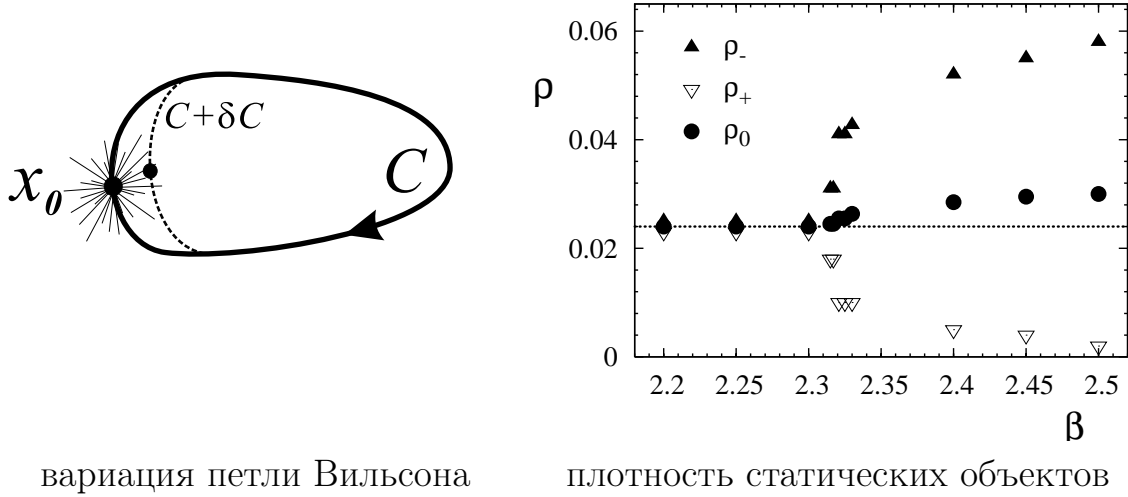 C+δC
C
x₀
ρ
0.06
0.04
0.02
0
ρ₋
ρ₊
ρ₀
2.2 2.25 2.3 2.35 2.4 2.45 2.5
β
вариация петли Вильсона
плотность статических объектов